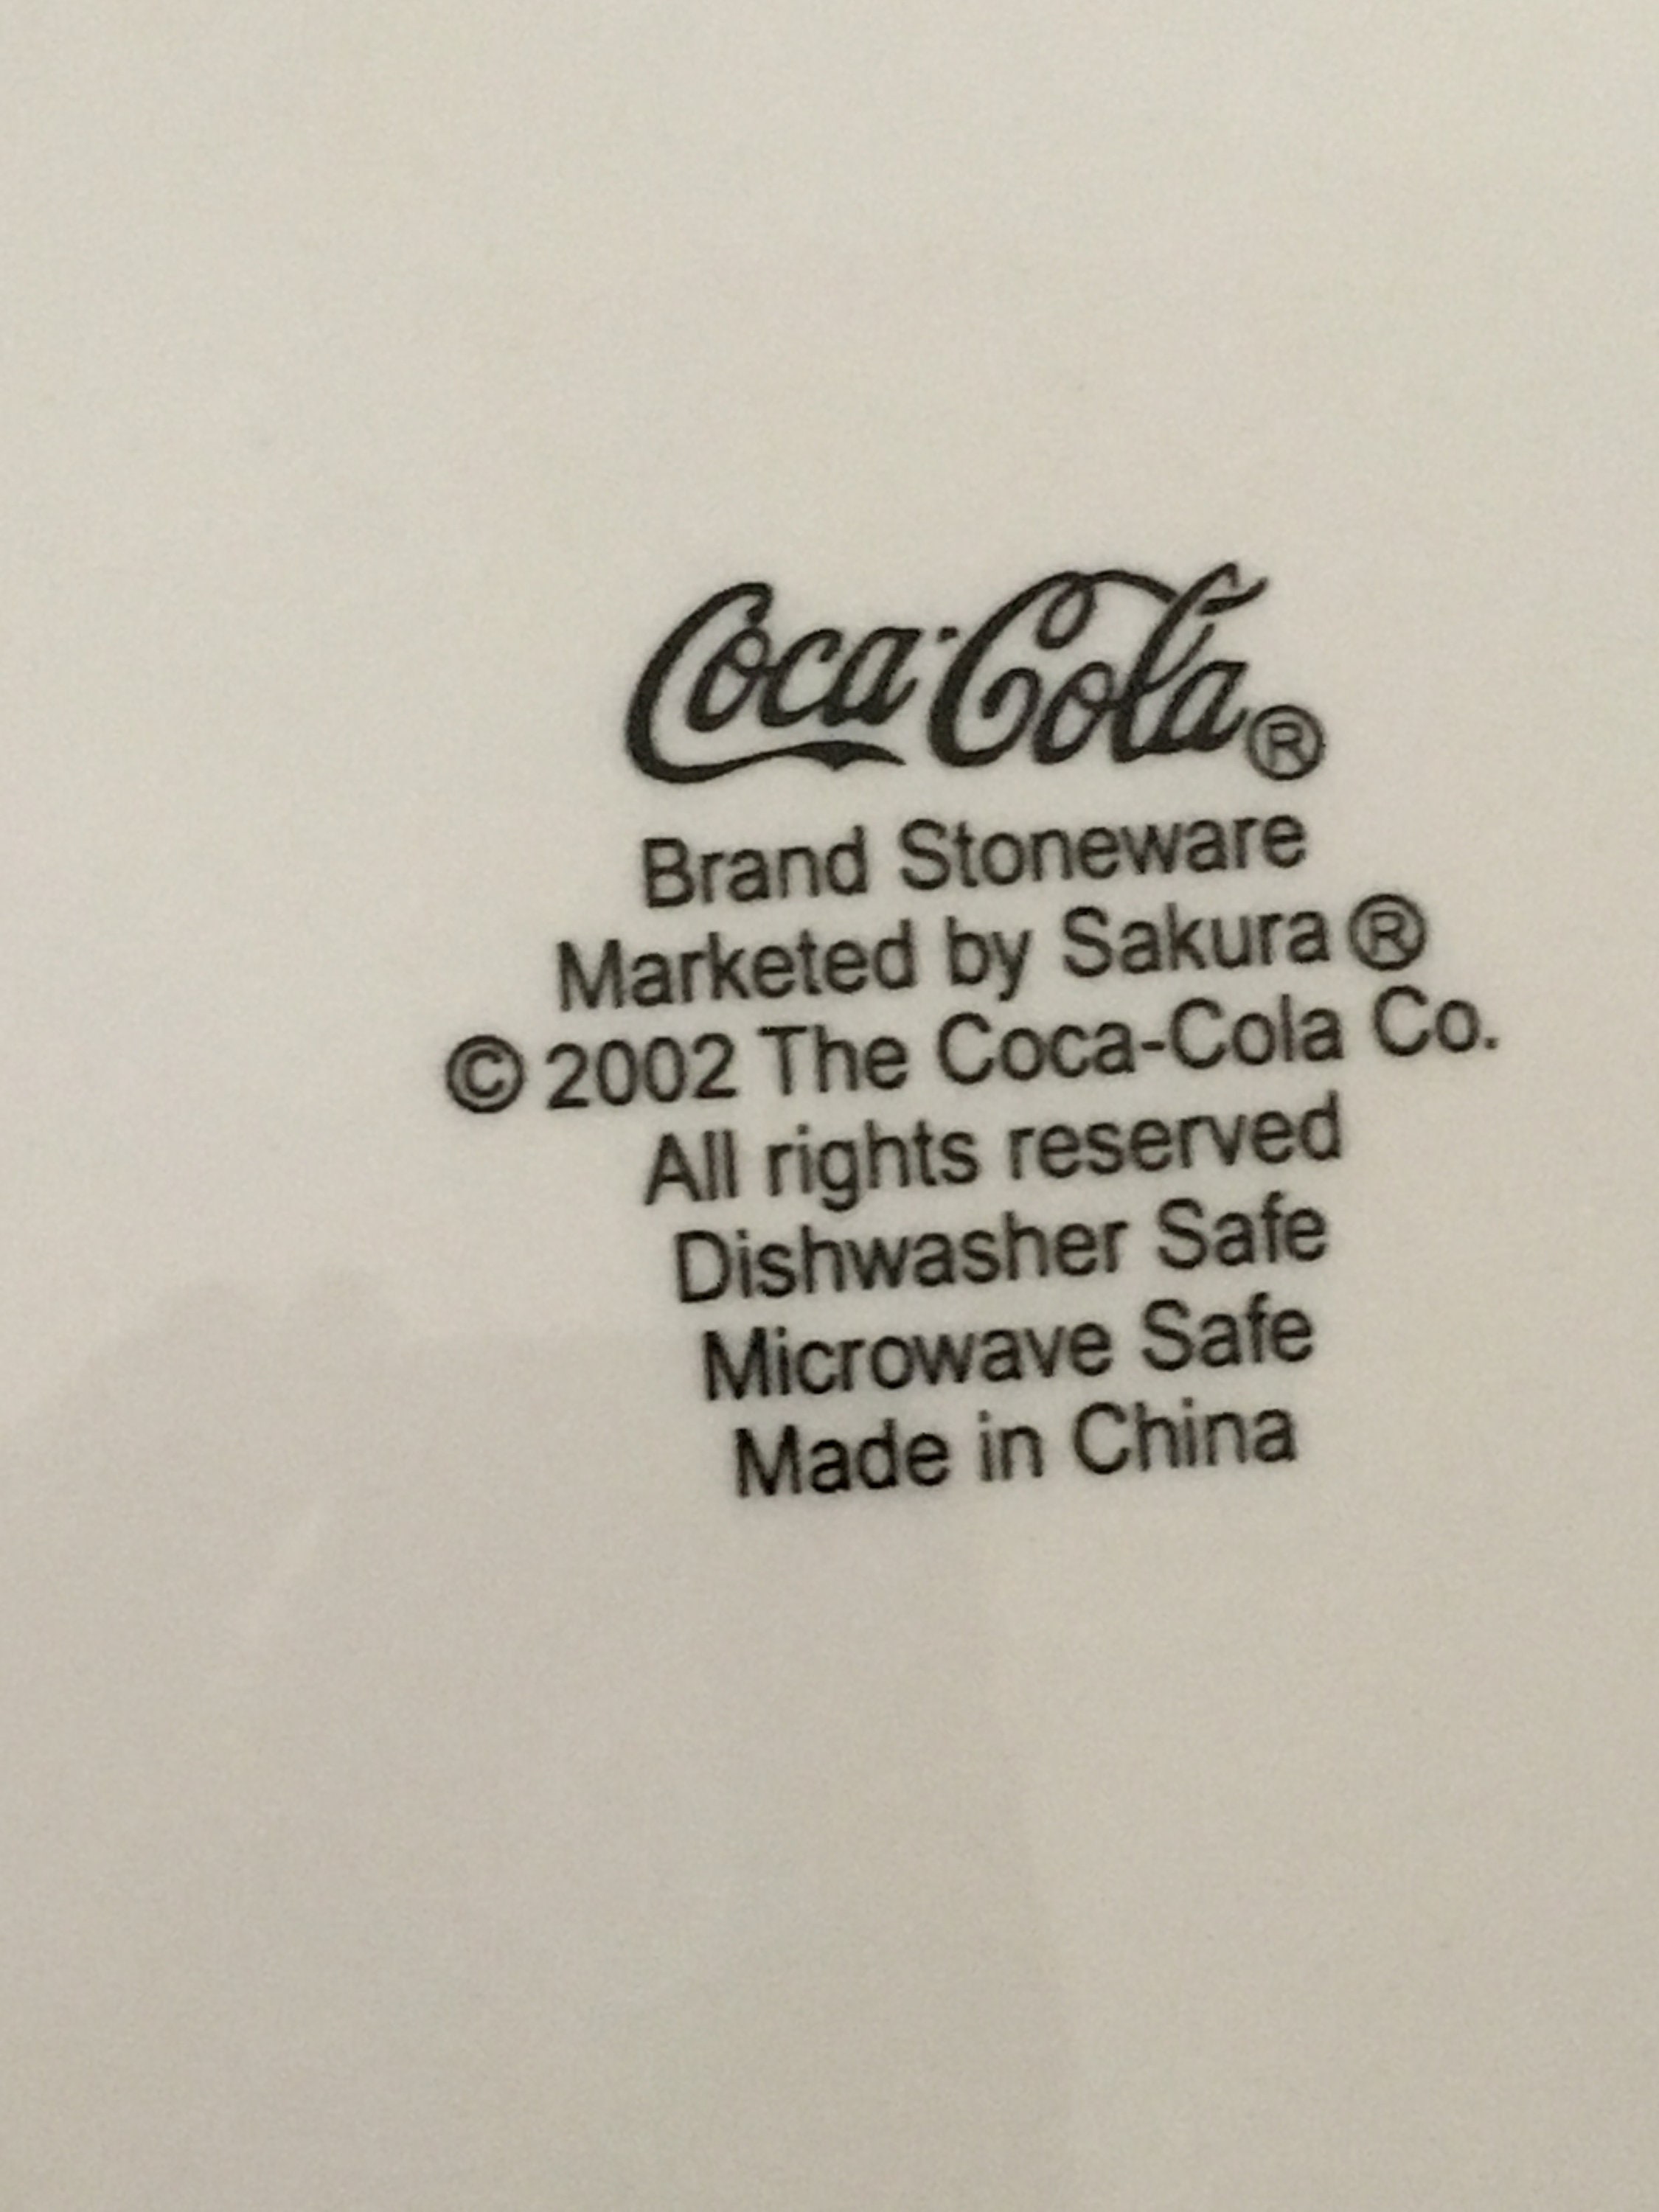 Coca-Cola®
Brand Stoneware
Marketed by Sakura ®
© 2002 The Coca-Cola Co.
All rights reserved
Dishwasher Safe
Microwave Safe
Made in China